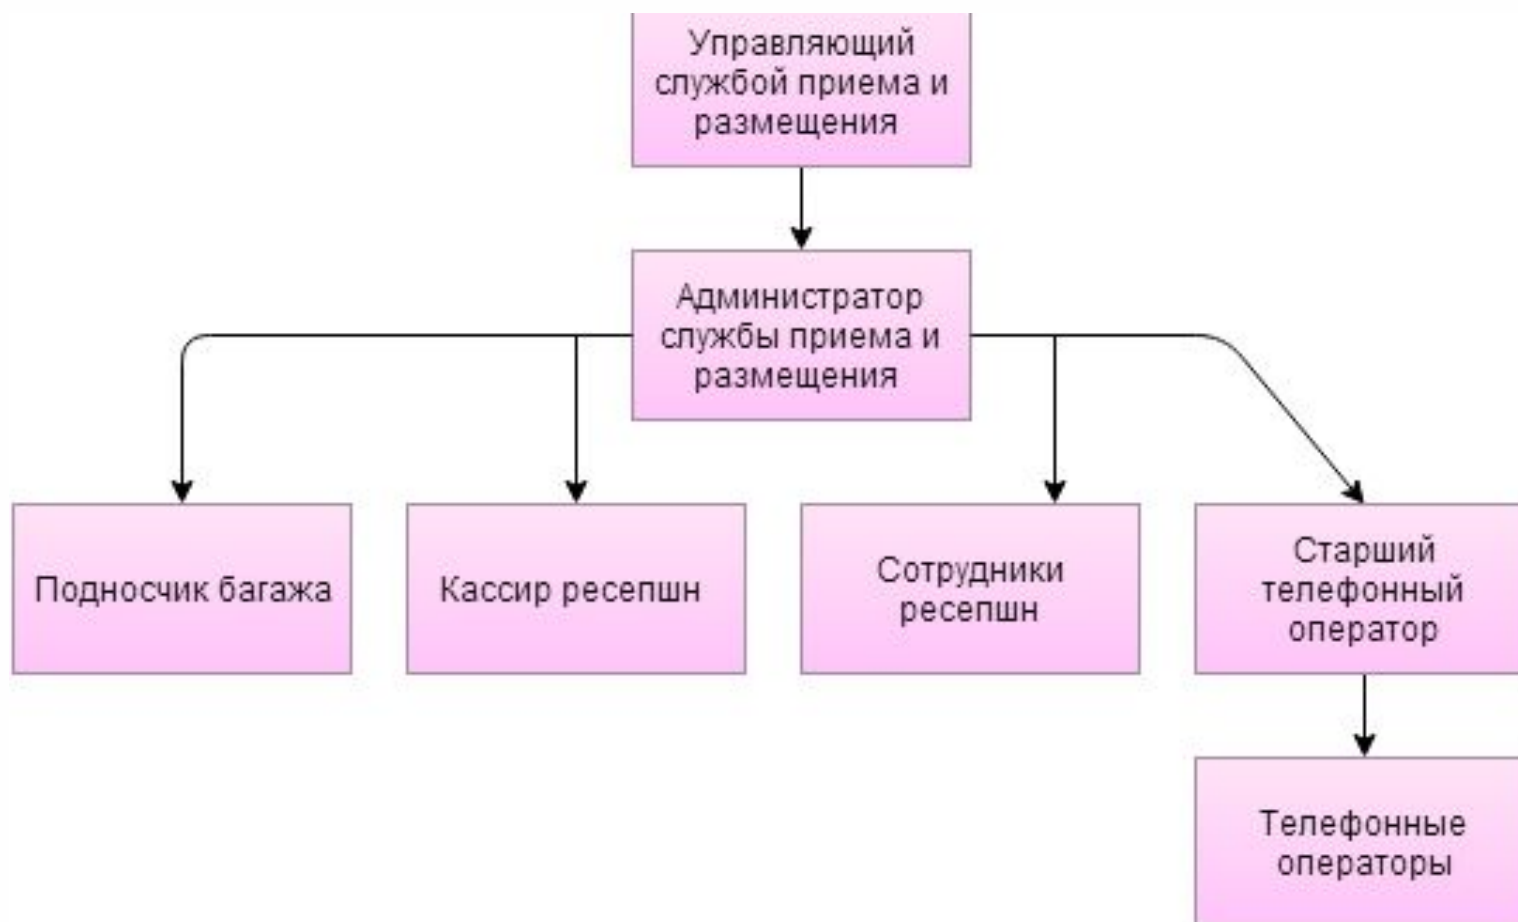 Управляющий
службой приема и
размещения
Администратор
службы приема и
размещения
Подносчик багажа
Кассир ресепшн
Сотрудники
ресепшн
Старший
телефонный
оператор
Телефонные
операторы